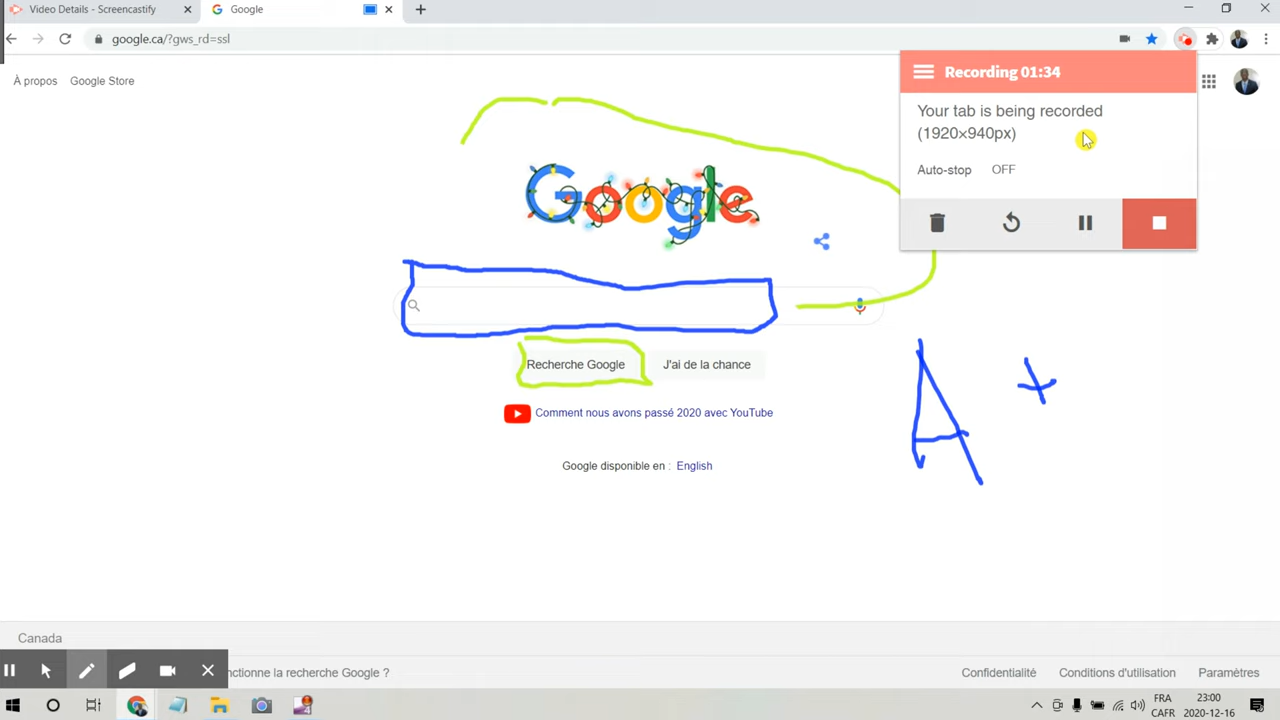 Video Details - Screencastify
Google
google.ca/?gws_rd=ssl
À propos Google Store
Recording 01:34
Your tab is being recorded
(1920×940px)
Auto-stop OFF
Google
Recherche Google J'ai de la chance
Comment nous avons passé 2020 avec YouTube
Google disponible en : English
A +
Canada
nctionne la recherche Google ? Confidentialité Conditions d'utilisation Paramètres
FRA 23:00
CAFR 2020-12-16